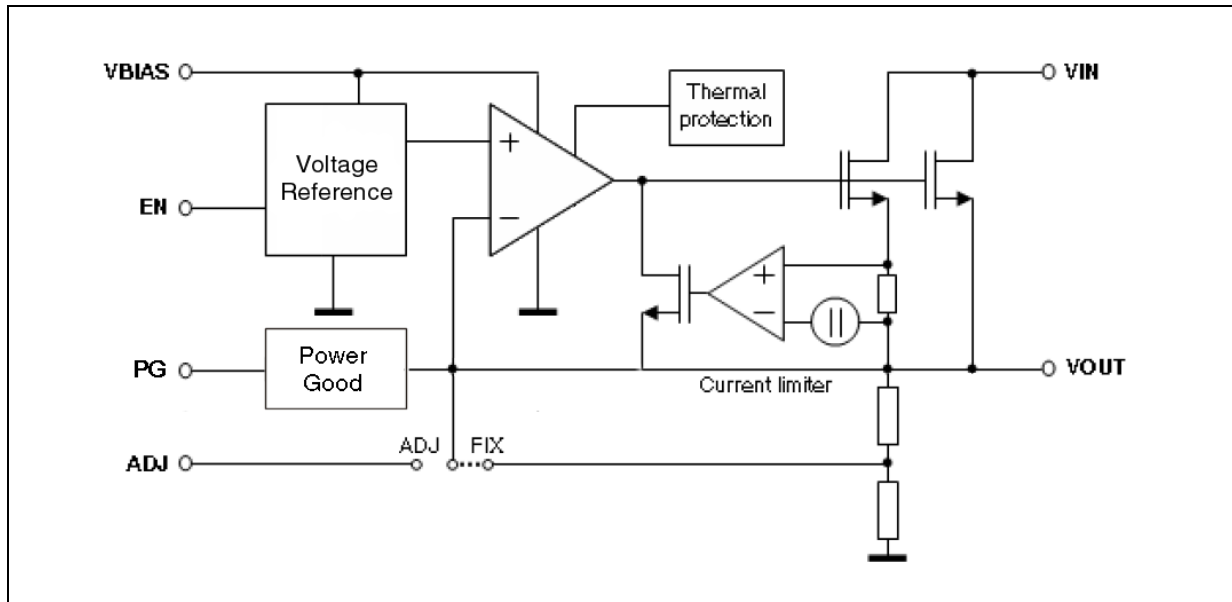 VBIAS
VIN
Thermal
protection
Voltage
Reference
+
−
EN
+
−
PG
Power
Good
VOUT
Current limiter
ADJ
ADJ
FIX